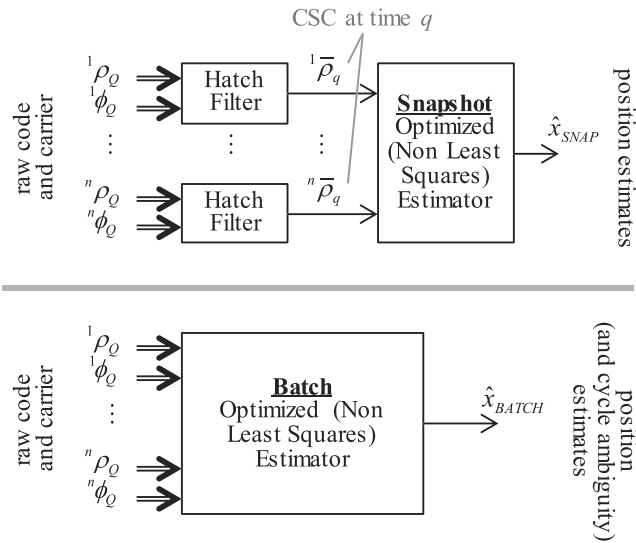 CSC at time q
raw code
and carrier
¹ρ_Q
¹ϕ_Q
⋮
ⁿρ_Q
ⁿϕ_Q
Hatch
Filter
⋮
Hatch
Filter
¹ρ̅_q
⋮
ⁿρ̅_q
Snapshot
Optimized
(Non Least
Squares)
Estimator
x̂_SNAP
position estimates
raw code
and carrier
¹ρ_Q
¹ϕ_Q
⋮
ⁿρ_Q
ⁿϕ_Q
Batch
Optimized (Non
Least Squares)
Estimator
x̂_BATCH
position
(and cycle ambiguity)
estimates